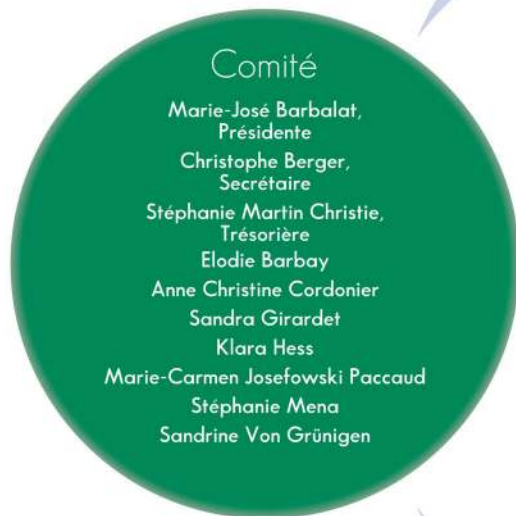 Comité
Marie-José Barbalat,
Présidente
Christophe Berger,
Secrétaire
Stéphanie Martin Christie,
Trésorière
Elodie Barbay
Anne Christine Cordonier
Sandra Girardet
Klara Hess
Marie-Carmen Josefowski Paccaud
Stéphanie Mena
Sandrine Von Grünigen